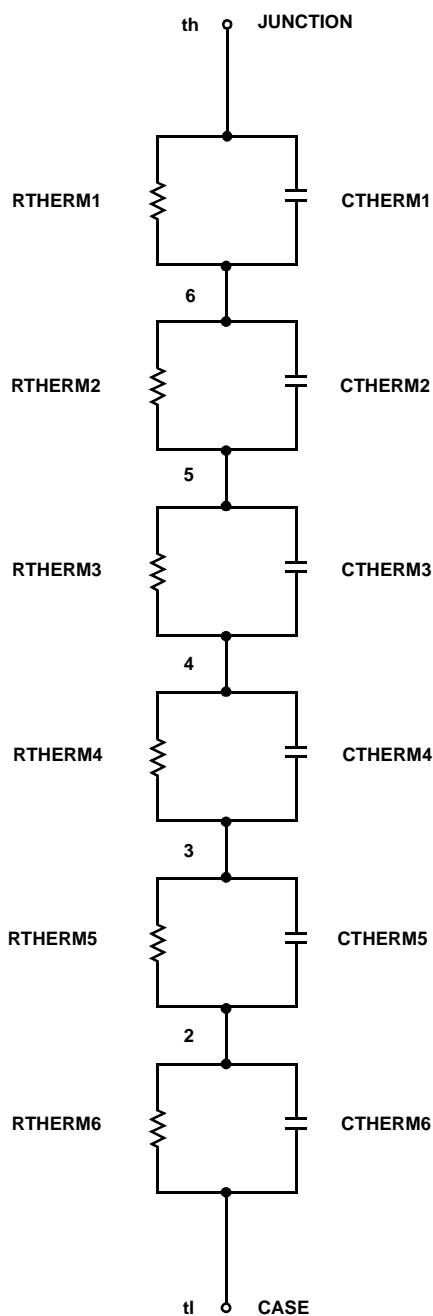 th JUNCTION
RTHERM1 CTHERM1
6
RTHERM2 CTHERM2
5
RTHERM3 CTHERM3
4
RTHERM4 CTHERM4
3
RTHERM5 CTHERM5
2
RTHERM6 CTHERM6
tl CASE